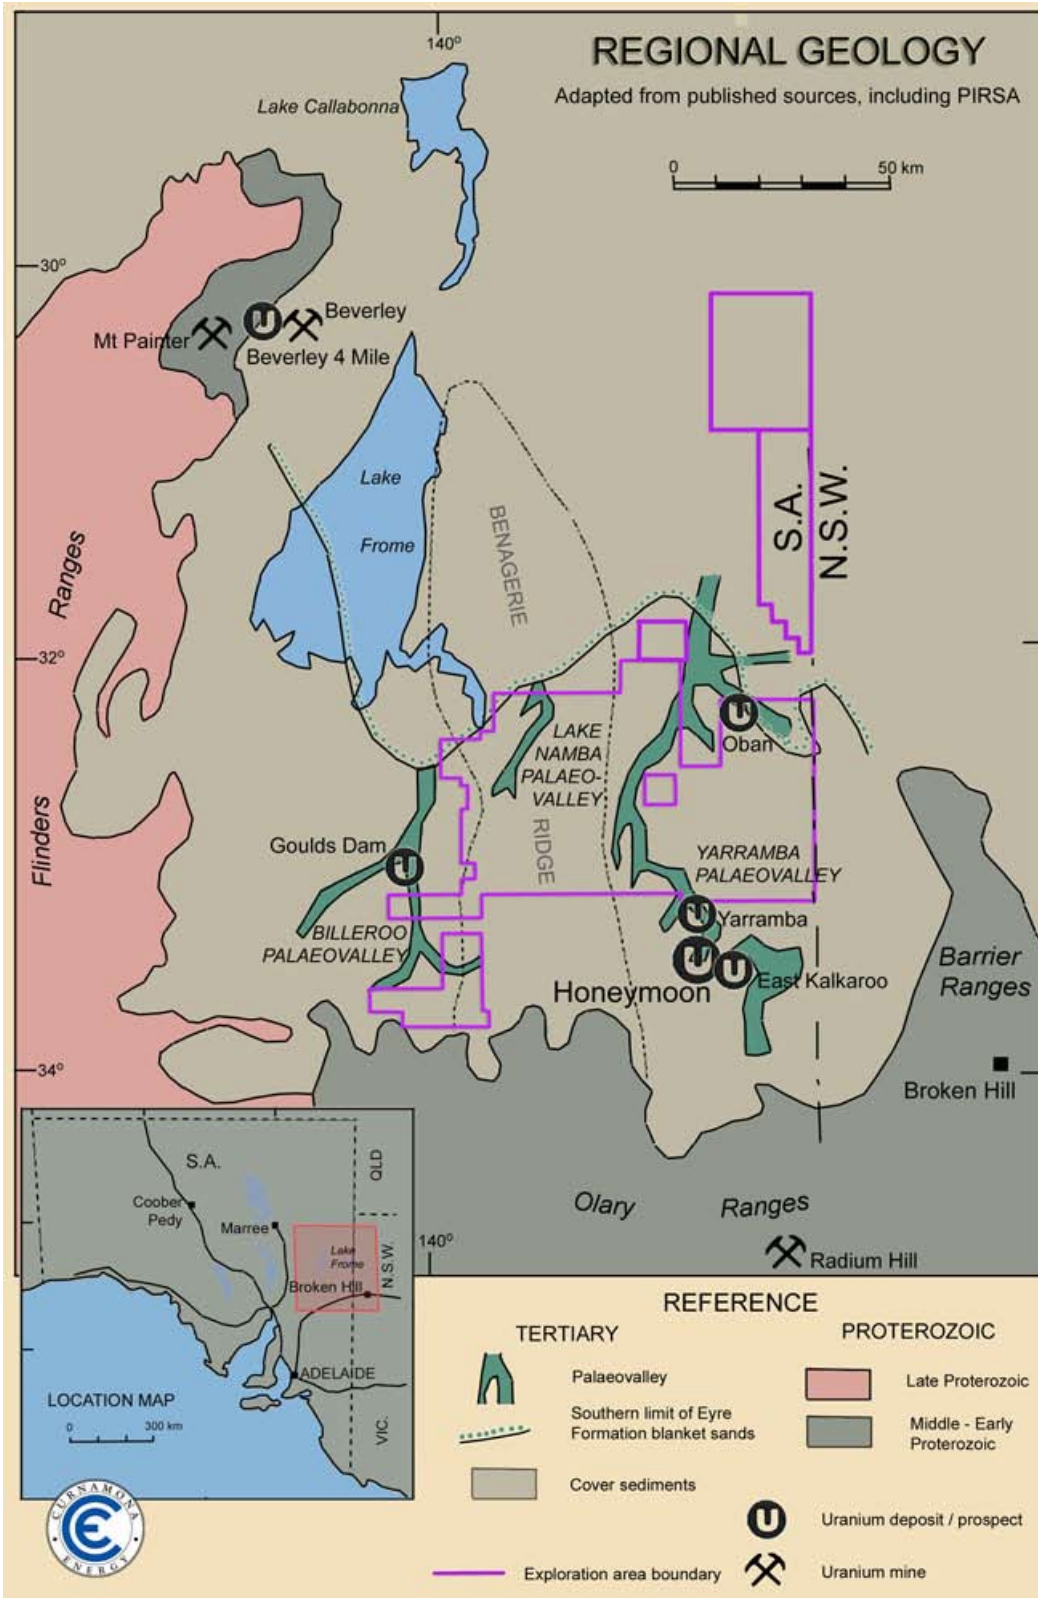 140°
REGIONAL GEOLOGY
Adapted from published sources, including PIRSA
Lake Callabonna
0
50 km
30°
Beverley
Mt Painter
Beverley 4 Mile
Lake
Frome
BENAGERIE
RIDGE
S.A.
N.S.W.
Ranges
Flinders
32°
LAKE
NAMBA
PALAEO-
VALLEY
Oban
Goulds Dam
YARRAMBA
PALAEOVALLEY
Yarramba
BILLEROO
PALAEOVALLEY
East Kalkaroo
Honeymoon
Barrier
Ranges
34°
Broken Hill
Olary Ranges
Radium Hill
140°
S.A.
QLD
Coober
Pedy
Marree
Lake
Frome
N.S.W.
Broken Hill
ADELAIDE
LOCATION MAP
0
300 km
VIC.
CURNAMONA
ENERGY
REFERENCE
TERTIARY
PROTEROZOIC
Palaeovalley
Late Proterozoic
Southern limit of Eyre
Formation blanket sands
Middle - Early
Proterozoic
Cover sediments
U
Uranium deposit / prospect
Exploration area boundary
Uranium mine